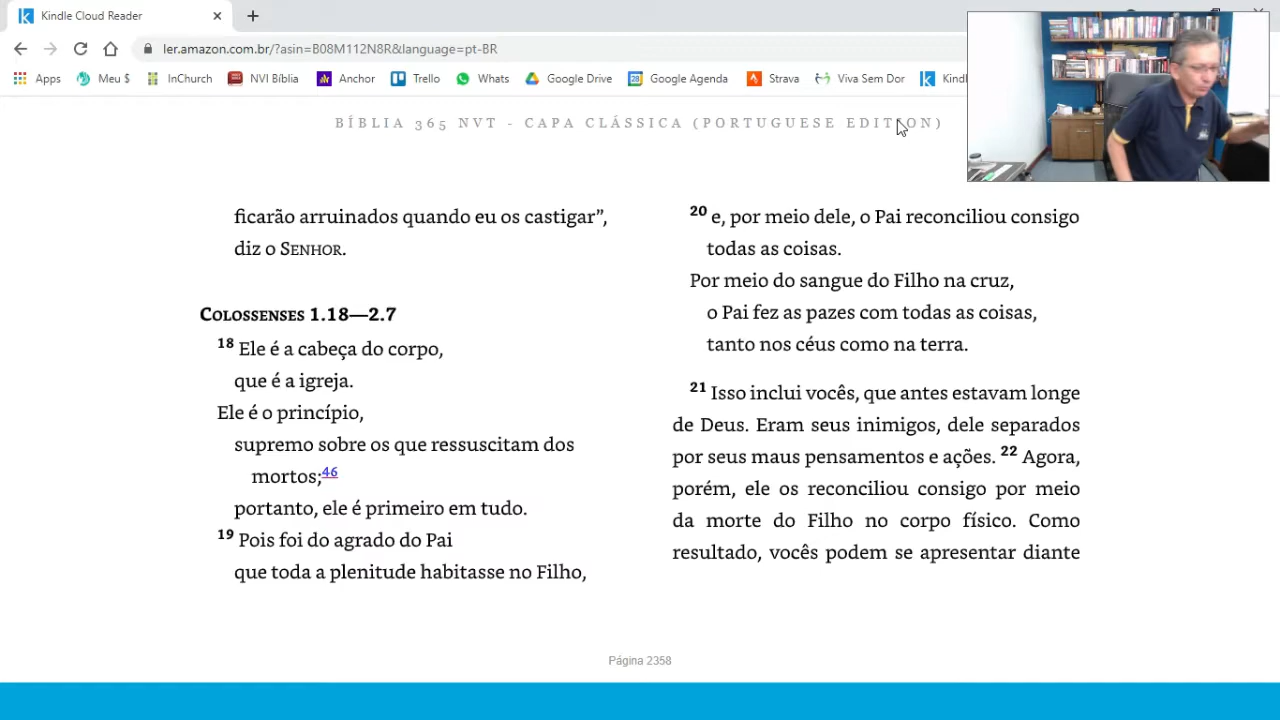 Kindle Cloud Reader
ler.amazon.com.br/?asin=B08M112N8R&language=pt-BR
Apps Meu $ InChurch NVI Bíblia Anchor Trello Whats Google Drive Google Agenda Strava Viva Sem Dor Kindl
BÍBLIA 365 NVT - CAPA CLÁSSICA (PORTUGUESE EDITION)
ficarão arruinados quando eu os castigar”,
diz o SENHOR.
COLOSSENSES 1.18—2.7
18 Ele é a cabeça do corpo,
que é a igreja.
Ele é o princípio,
supremo sobre os que ressuscitam dos
mortos;46
portanto, ele é primeiro em tudo.
19 Pois foi do agrado do Pai
que toda a plenitude habitasse no Filho,
20 e, por meio dele, o Pai reconciliou consigo
todas as coisas.
Por meio do sangue do Filho na cruz,
o Pai fez as pazes com todas as coisas,
tanto nos céus como na terra.
21 Isso inclui vocês, que antes estavam longe
de Deus. Eram seus inimigos, dele separados
por seus maus pensamentos e ações. 22 Agora,
porém, ele os reconciliou consigo por meio
da morte do Filho no corpo físico. Como
resultado, vocês podem se apresentar diante
Página 2358